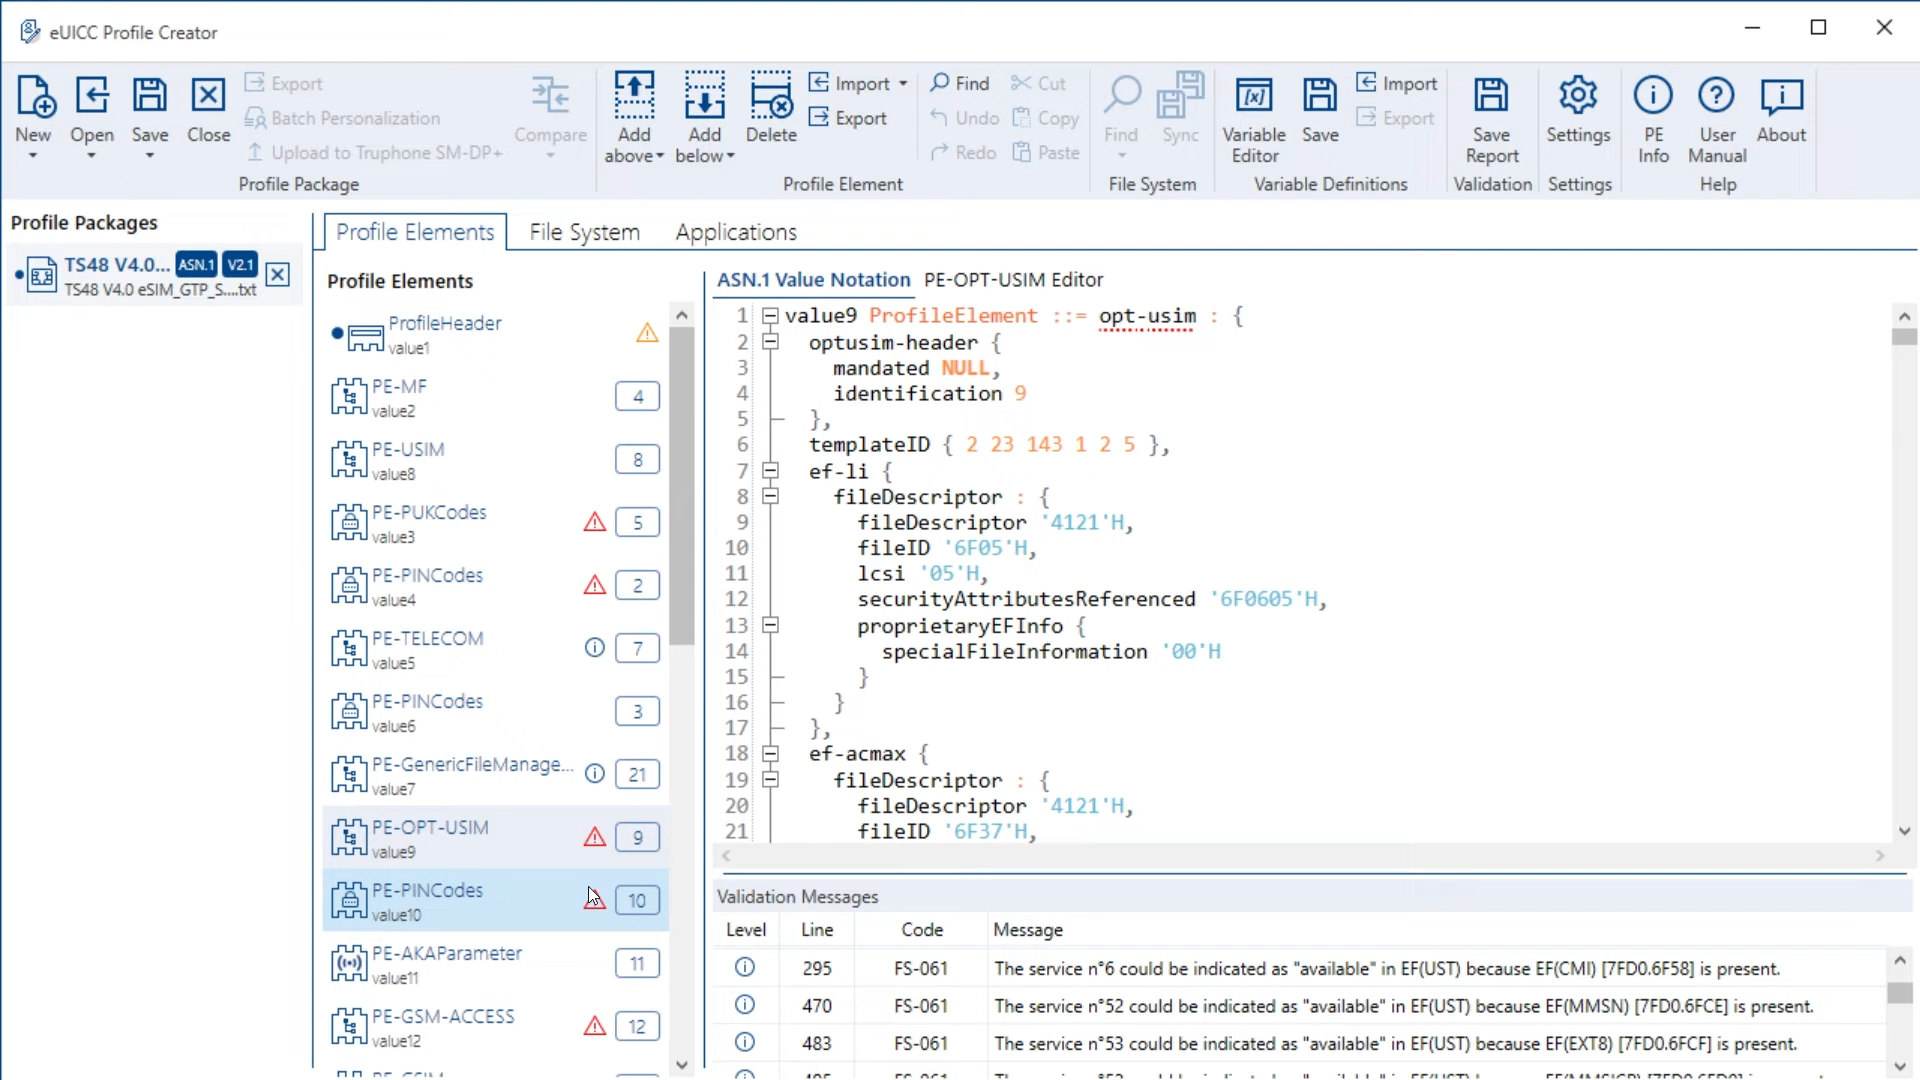 eUICC Profile Creator
New
Open
Save
Close
Export
Batch Personalization
Upload to Truphone SM-DP+
Compare
Profile Package
Add above
Add below
Delete
Import
Export
Find
Cut
Undo
Copy
Redo
Paste
Profile Element
Find
Sync
File System
Variable Editor
Save
Import
Export
Variable Definitions
Save Report
Validation
Settings
Settings
PE Info
User Manual
About
Help
Profile Packages
TS48 V4.0... ASN.1 V2.1
TS48 V4.0 eSIM_GTP_S....txt
Profile Elements
File System
Applications
Profile Elements
ProfileHeader
value1
PE-MF
value2
4
PE-USIM
value8
8
PE-PUKCodes
value3
5
PE-PINCodes
value4
2
PE-TELECOM
value5
7
PE-PINCodes
value6
3
PE-GenericFileManage...
value7
21
PE-OPT-USIM
value9
9
PE-PINCodes
value10
10
PE-AKAParameter
value11
11
PE-GSM-ACCESS
value12
12
ASN.1 Value Notation
PE-OPT-USIM Editor
1 value9 ProfileElement ::= opt-usim : {
2 optusim-header {
3 mandated NULL,
4 identification 9
5 },
6 templateID { 2 23 143 1 2 5 },
7 ef-li {
8 fileDescriptor : {
9 fileDescriptor '4121'H,
10 fileID '6F05'H,
11 lcsi '05'H,
12 securityAttributesReferenced '6F0605'H,
13 proprietaryEFInfo {
14 specialFileInformation '00'H
15 }
16 }
17 },
18 ef-acmax {
19 fileDescriptor : {
20 fileDescriptor '4121'H,
21 fileID '6F37'H,
Validation Messages
Level Line Code Message
295 FS-061 The service n°6 could be indicated as "available" in EF(UST) because EF(CMI) [7FD0.6F58] is present.
470 FS-061 The service n°52 could be indicated as "available" in EF(UST) because EF(MMSN) [7FD0.6FCE] is present.
483 FS-061 The service n°53 could be indicated as "available" in EF(UST) because EF(EXT8) [7FD0.6FCF] is present.